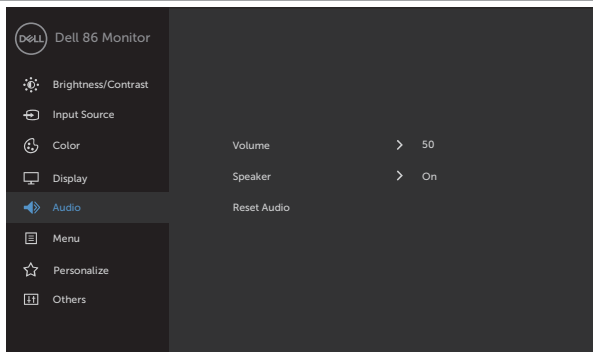 DELL Dell 86 Monitor
Brightness/Contrast
Input Source
Color
Volume 50
Display
Speaker On
Audio
Reset Audio
Menu
Personalize
Others